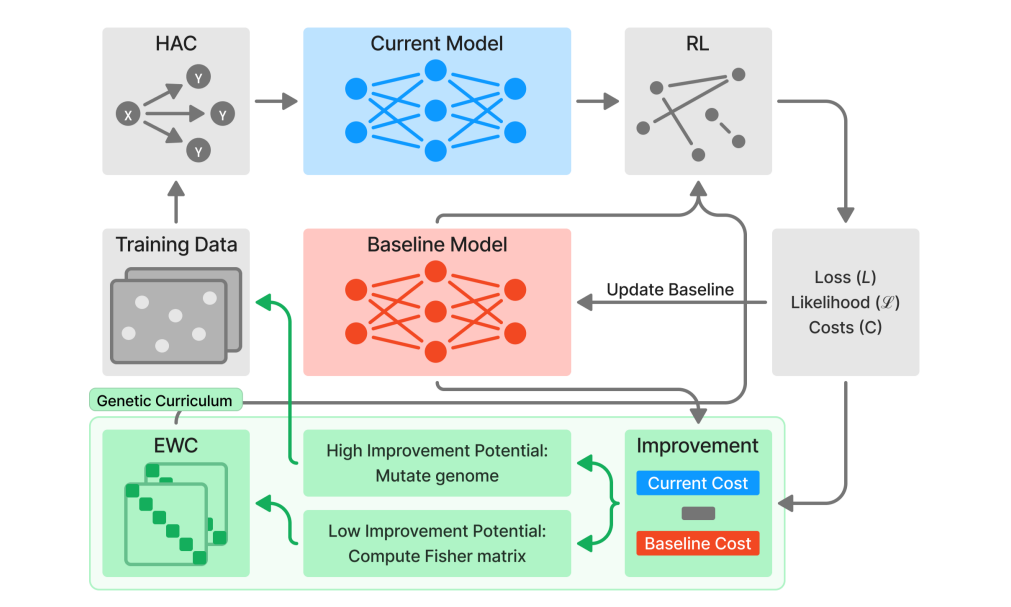 HAC
Current Model
RL
X
Y
Y
Y
Training Data
Baseline Model
Update Baseline
Loss (L)
Likelihood (ℒ)
Costs (C)
Genetic Curriculum
EWC
High Improvement Potential:
Mutate genome
Low Improvement Potential:
Compute Fisher matrix
Improvement
Current Cost
Baseline Cost